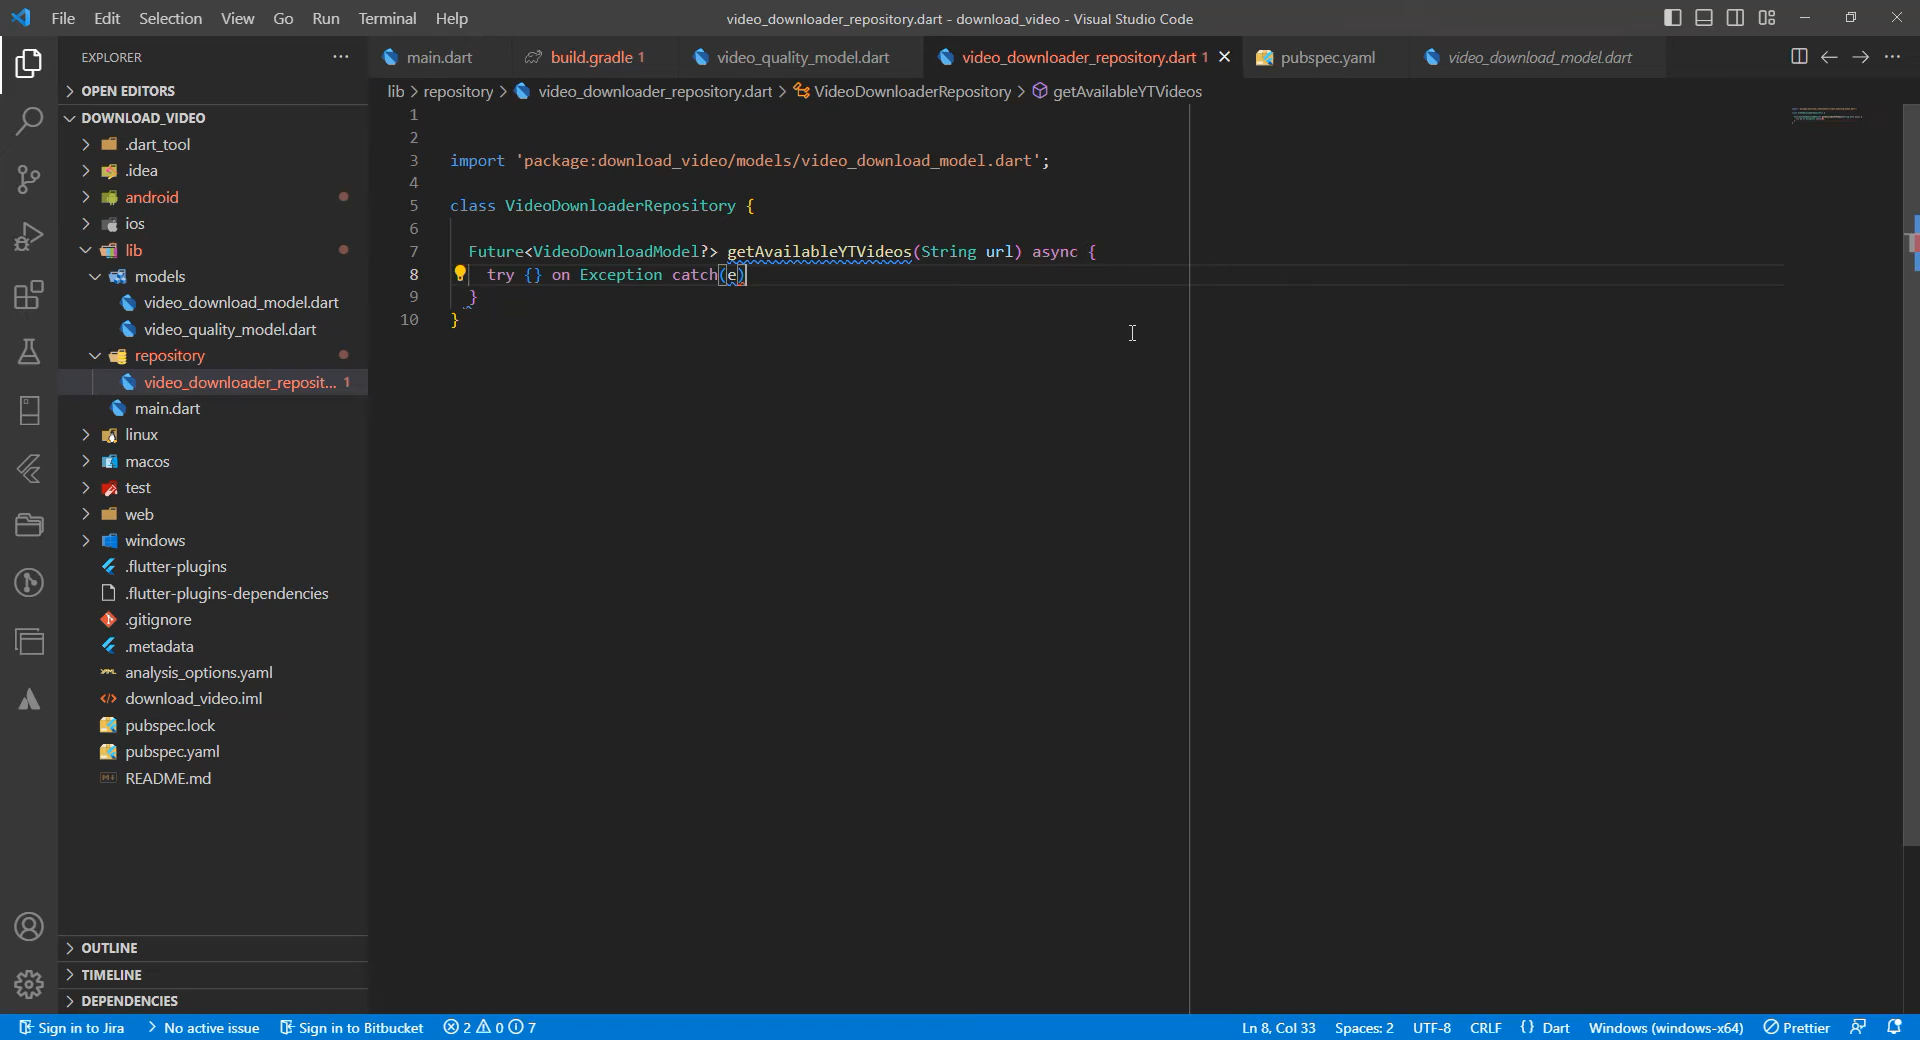 File Edit Selection View Go Run Terminal Help
video_downloader_repository.dart - download_video - Visual Studio Code
EXPLORER
OPEN EDITORS
DOWNLOAD_VIDEO
.dart_tool
.idea
android
ios
lib
models
video_download_model.dart
video_quality_model.dart
repository
video_downloader_reposit... 1
main.dart
linux
macos
test
web
windows
.flutter-plugins
.flutter-plugins-dependencies
.gitignore
.metadata
analysis_options.yaml
download_video.iml
pubspec.lock
pubspec.yaml
README.md
OUTLINE
TIMELINE
DEPENDENCIES
main.dart build.gradle 1 video_quality_model.dart video_downloader_repository.dart 1 pubspec.yaml video_download_model.dart
lib > repository > video_downloader_repository.dart > VideoDownloaderRepository > getAvailableYTVideos
1
2
3 import 'package:download_video/models/video_download_model.dart';
4
5 class VideoDownloaderRepository {
6
7 Future<VideoDownloadModel?> getAvailableYTVideos(String url) async {
8 try {} on Exception catch(e)
9 }
10 }
Sign in to Jira No active issue Sign in to Bitbucket 2 0 7 Ln 8, Col 33 Spaces: 2 UTF-8 CRLF {} Dart Windows (windows-x64) Prettier